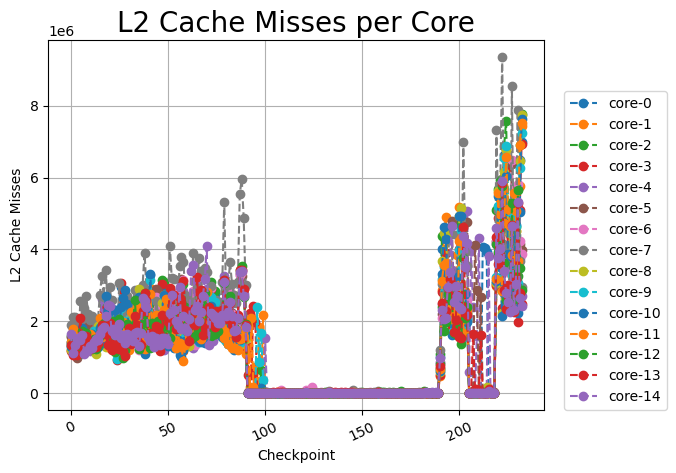 L2 Cache Misses per Core
1e6
8
6
4
2
0
L2 Cache Misses
0
50
100
150
200
Checkpoint
core-0
core-1
core-2
core-3
core-4
core-5
core-6
core-7
core-8
core-9
core-10
core-11
core-12
core-13
core-14